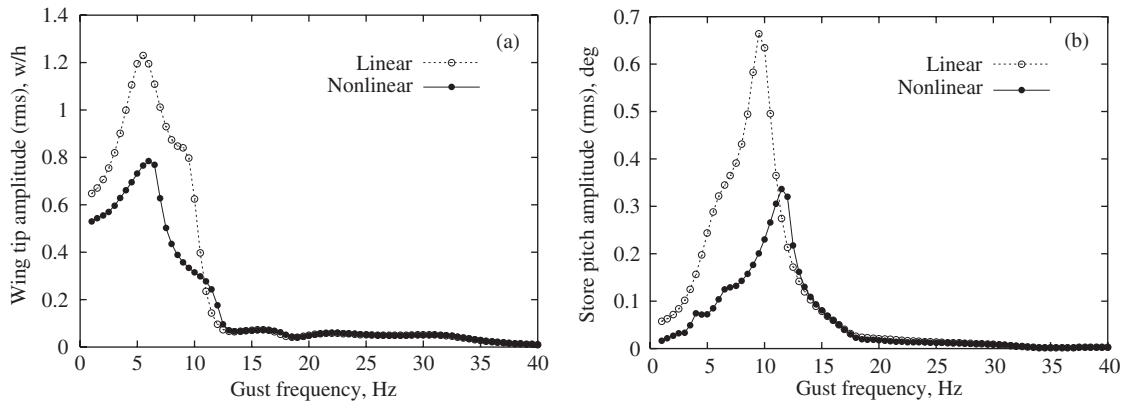 Wing tip amplitude (rms), w/h
1.4
1.2
1
0.8
0.6
0.4
0.2
0
0 5 10 15 20 25 30 35 40
Gust frequency, Hz
(a)
Linear
Nonlinear
Store pitch amplitude (rms), deg
0.7
0.6
0.5
0.4
0.3
0.2
0.1
0
0 5 10 15 20 25 30 35 40
Gust frequency, Hz
(b)
Linear
Nonlinear